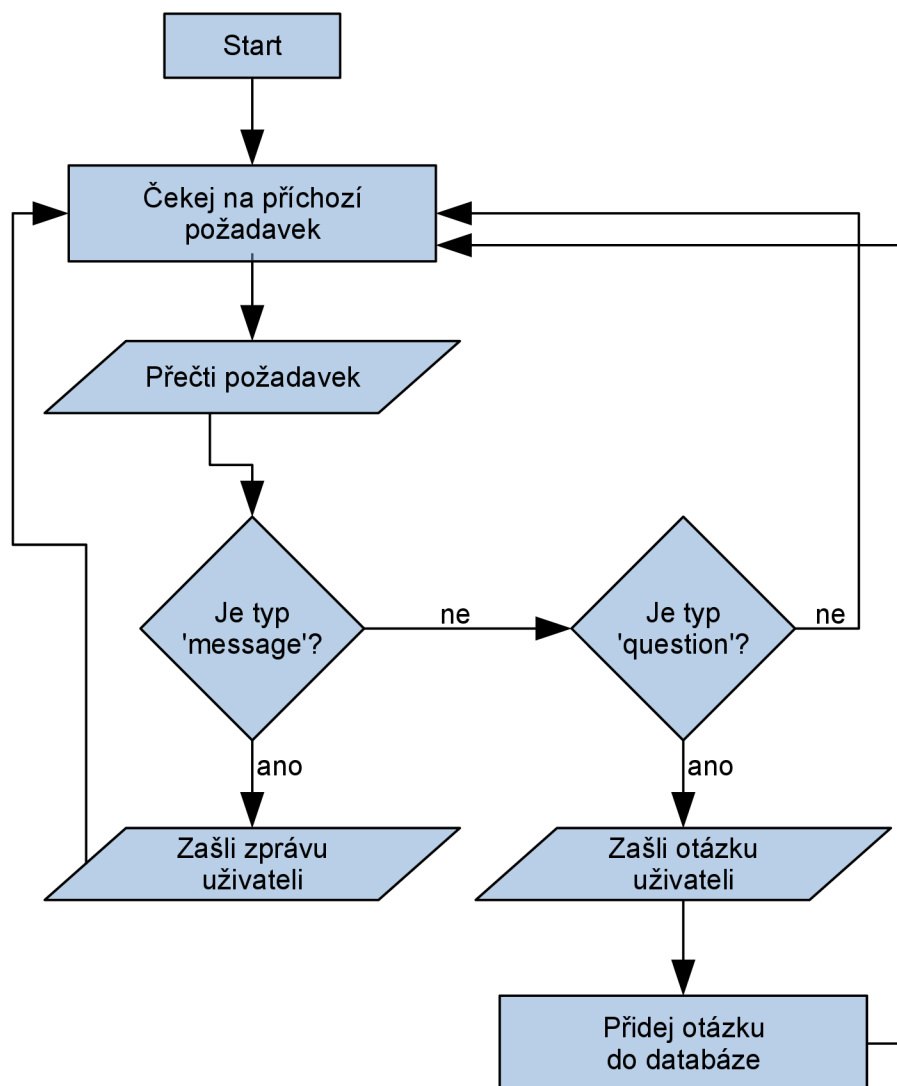 Start
Čekej na příchozí
požadavek
Přečti požadavek
Je typ
'message'?
ne
Je typ
'question'?
ne
ano
ano
Zašli zprávu
uživateli
Zašli otázku
uživateli
Přidej otázku
do databáze